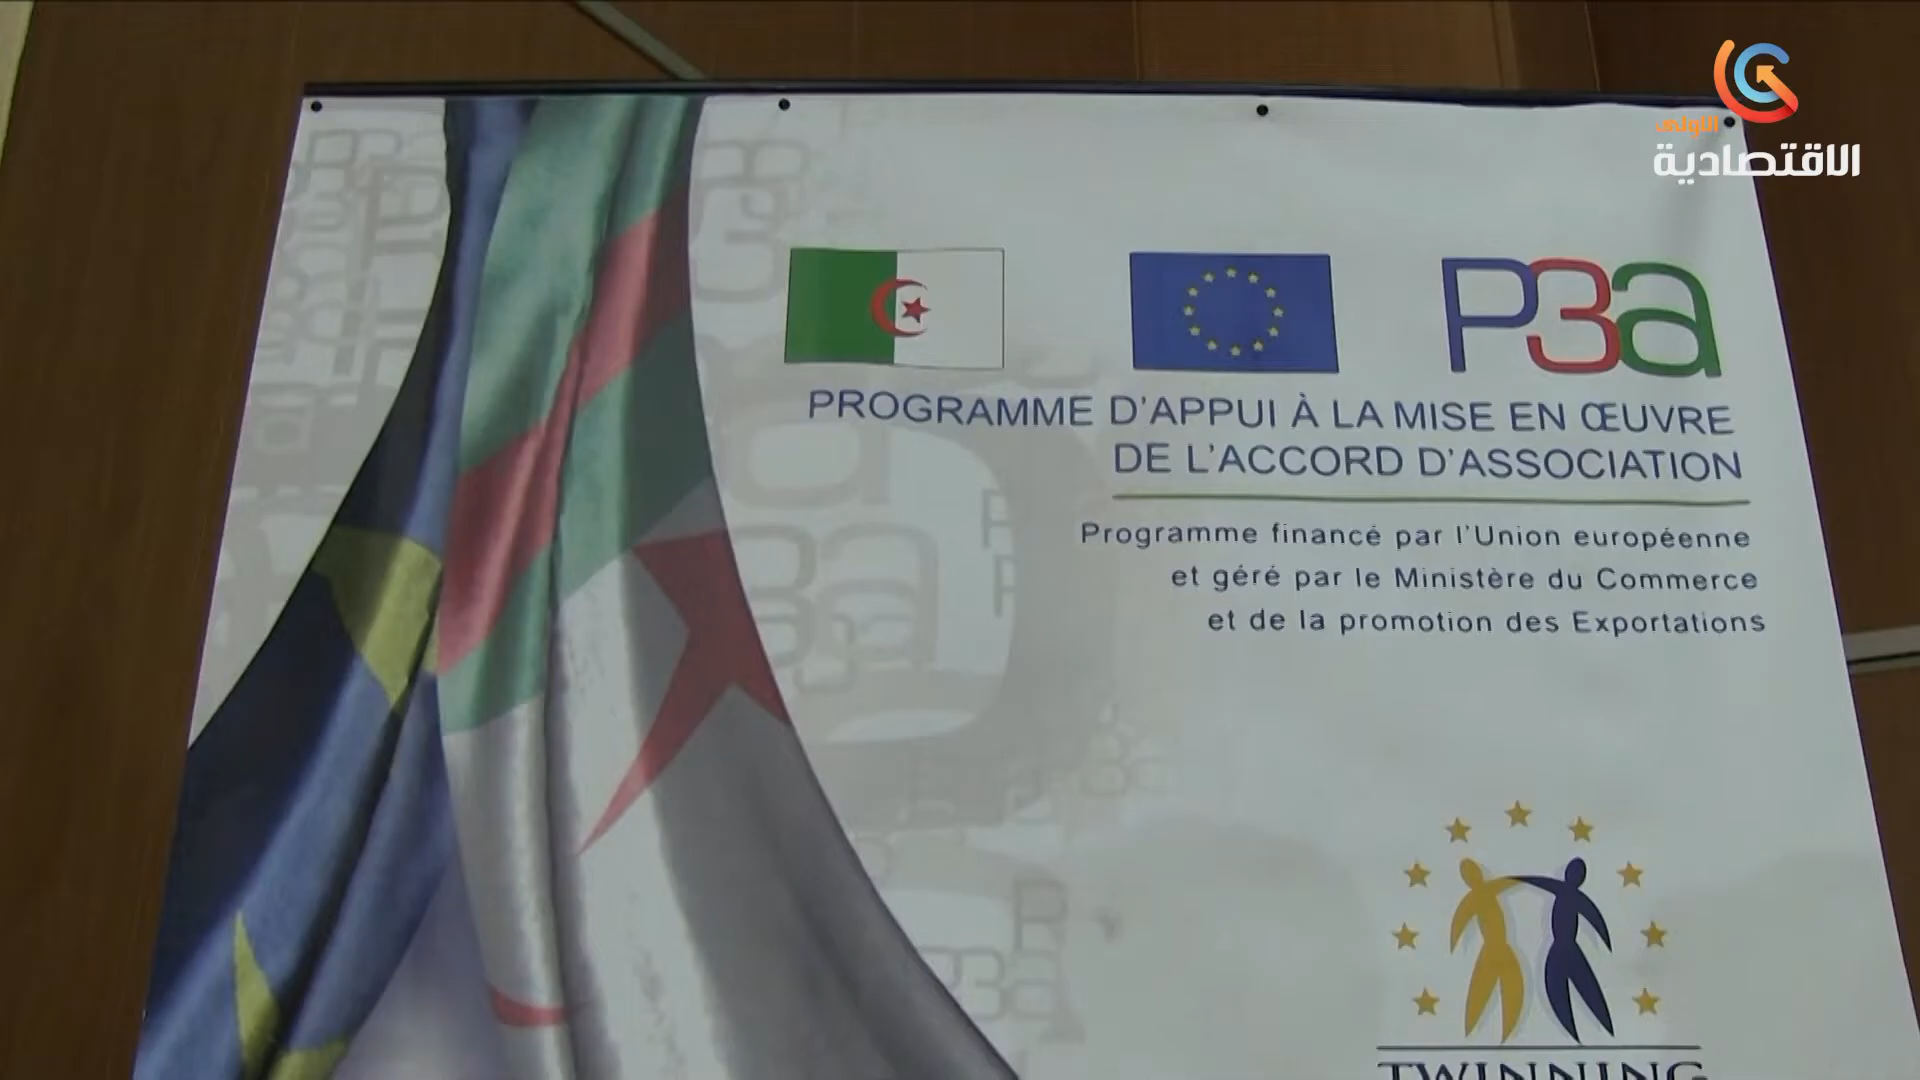 الأولى
الاقتصادية
P3a
PROGRAMME D'APPUI À LA MISE EN ŒUVRE
DE L'ACCORD D'ASSOCIATION
Programme financé par l'Union européenne
et géré par le Ministère du Commerce
et de la promotion des Exportations
TWINNING